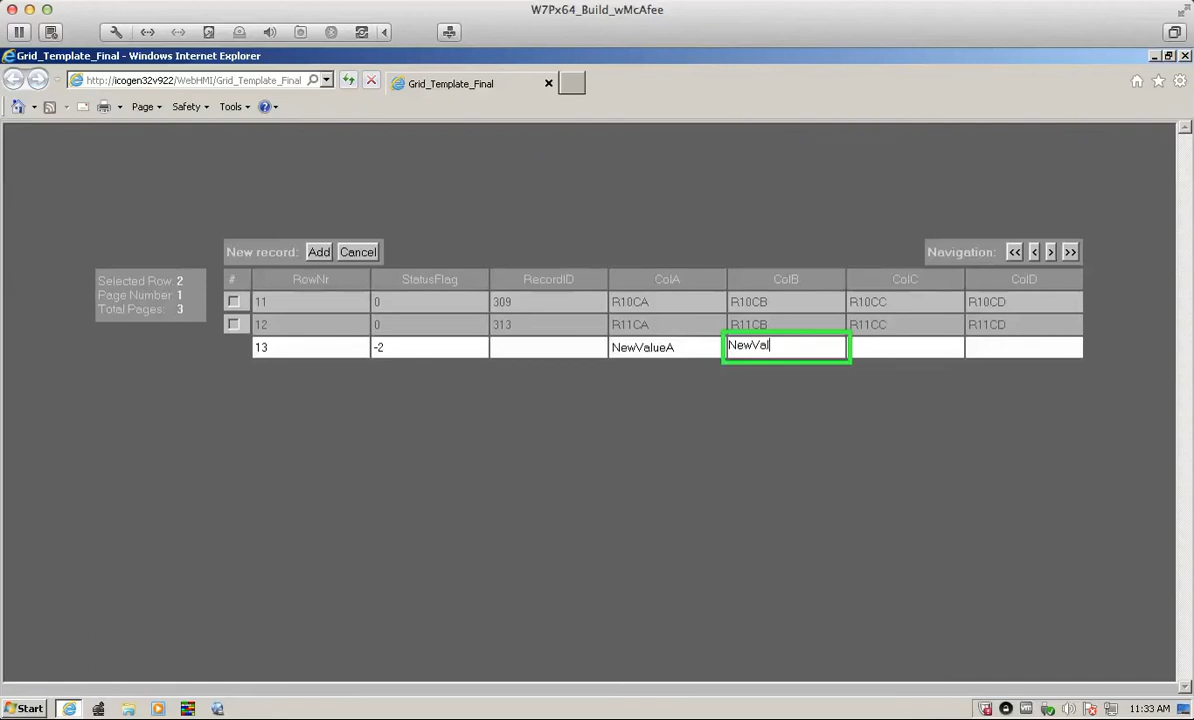 W7Px64_Build_wMcAfee
Grid_Template_Final - Windows Internet Explorer
http://icogen32v922/WebHMI/Grid_Template_Final
Grid_Template_Final
Page Safety Tools
New record: Add Cancel
Navigation: << < > >>
Selected Row 2
Page Number 1
Total Pages: 3
# RowNr StatusFlag RecordID ColA ColB ColC ColD
11 0 309 R10CA R10CB R10CC R10CD
12 0 313 R11CA R11CB R11CC R11CD
13 -2 NewValueA NewVal
Start 11:33 AM